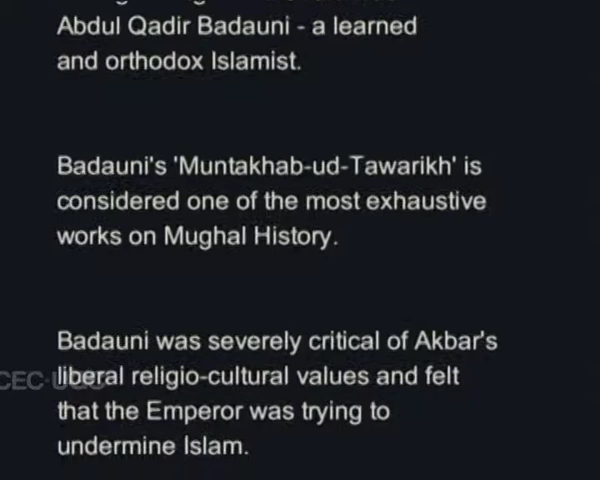 Abdul Qadir Badauni - a learned
and orthodox Islamist.
Badauni's 'Muntakhab-ud-Tawarikh' is
considered one of the most exhaustive
works on Mughal History.
Badauni was severely critical of Akbar's
CEC-UGC
liberal religio-cultural values and felt
that the Emperor was trying to
undermine Islam.